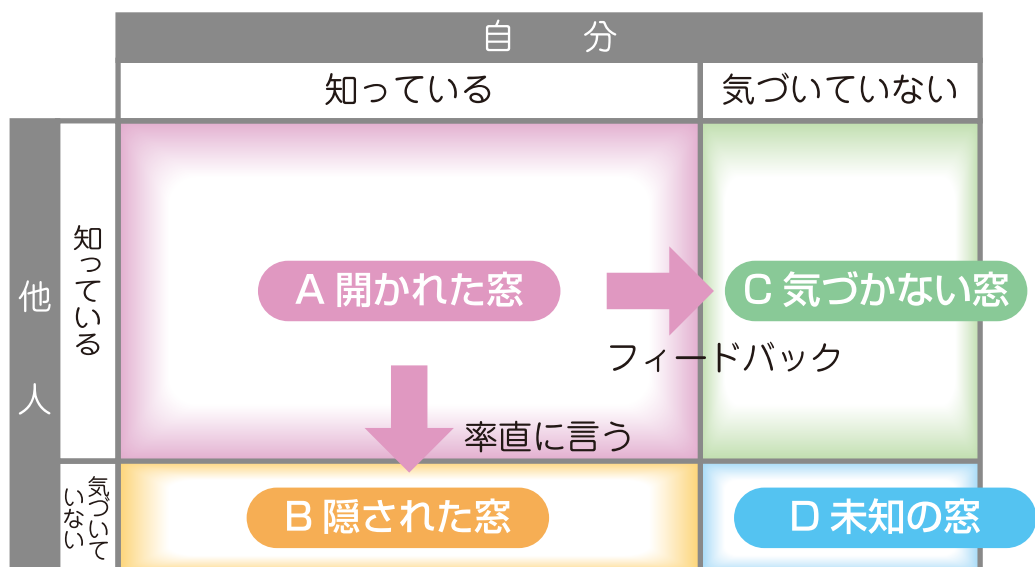 自　分
知っている
気づいていない
他人
知っている
A 開かれた窓
C 気づかない窓
フィードバック
率直に言う
気づいて
いない
B 隠された窓
D 未知の窓